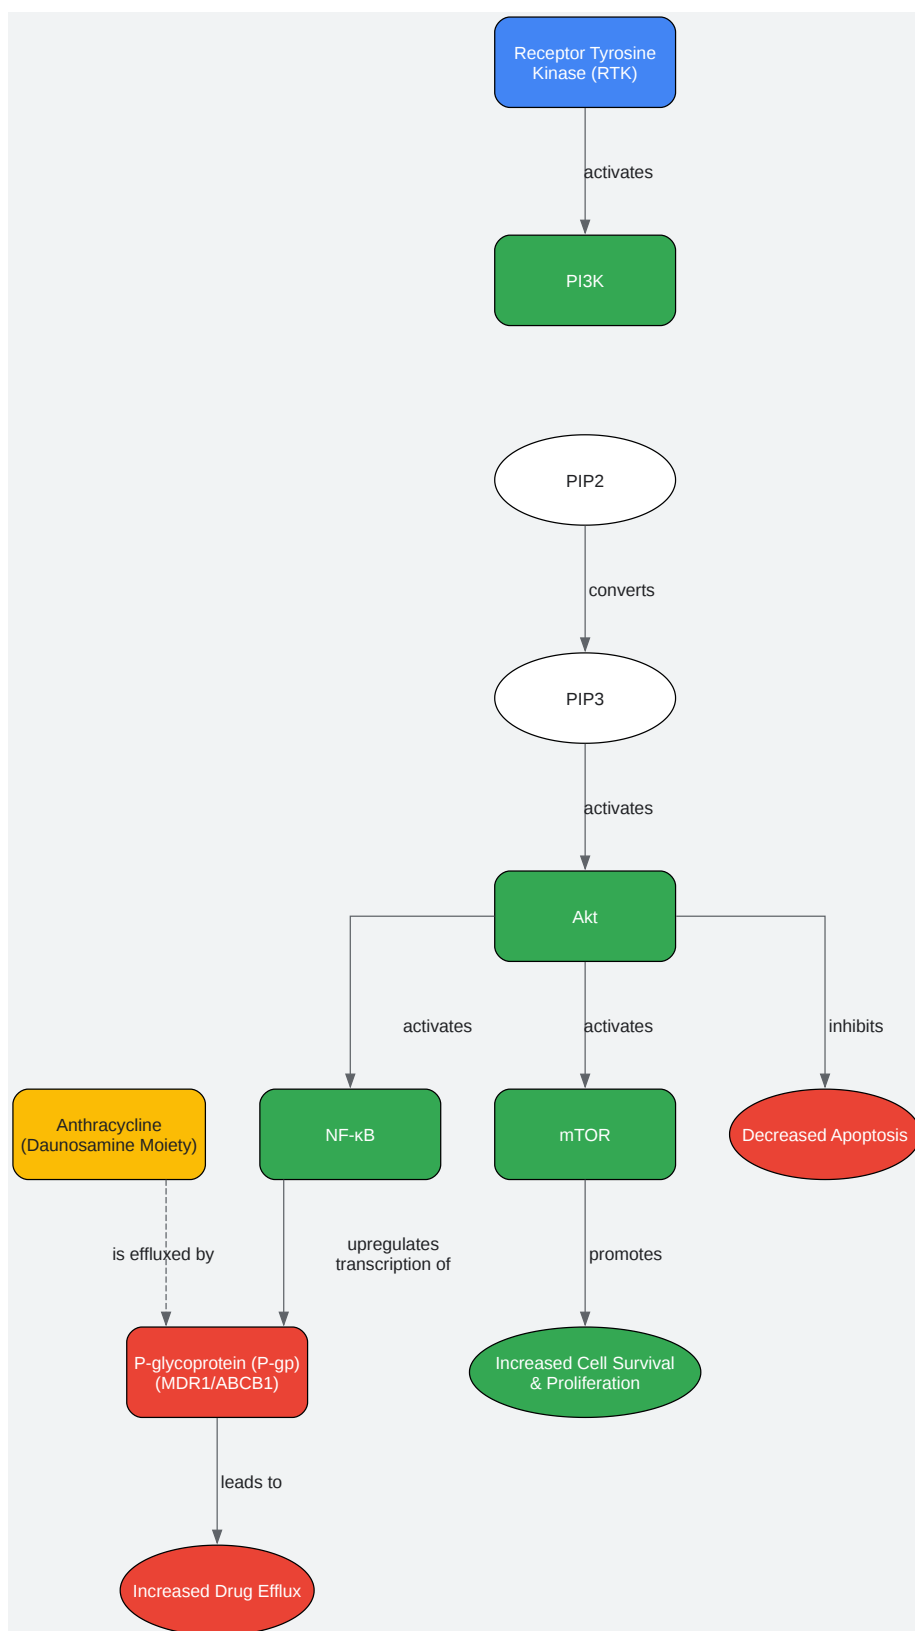 Receptor Tyrosine
Kinase (RTK)
activates
PI3K
PIP2
converts
PIP3
activates
Akt
activates
activates
inhibits
Anthracycline
(Daunosamine Moiety)
NF-κB
mTOR
Decreased Apoptosis
is effluxed by
upregulates
transcription of
promotes
P-glycoprotein (P-gp)
(MDR1/ABCB1)
Increased Cell Survival
& Proliferation
leads to
Increased Drug Efflux